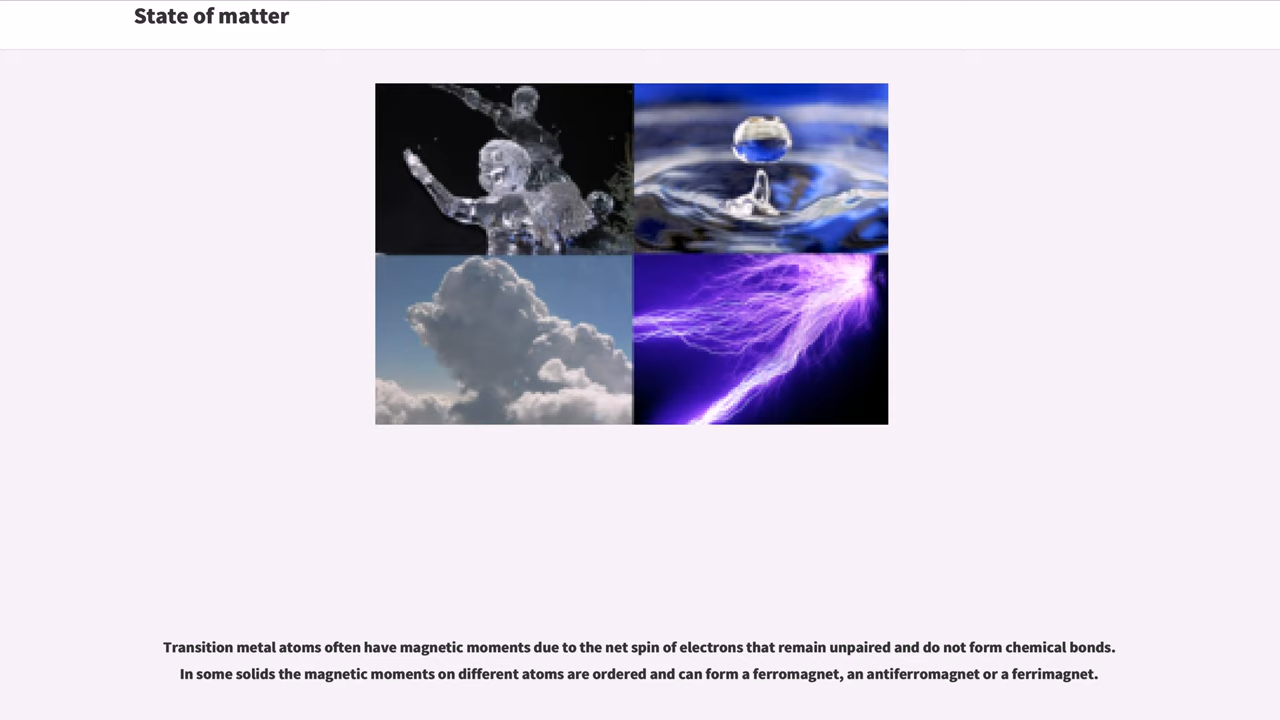 State of matter
Transition metal atoms often have magnetic moments due to the net spin of electrons that remain unpaired and do not form chemical bonds.
In some solids the magnetic moments on different atoms are ordered and can form a ferromagnet, an antiferromagnet or a ferrimagnet.